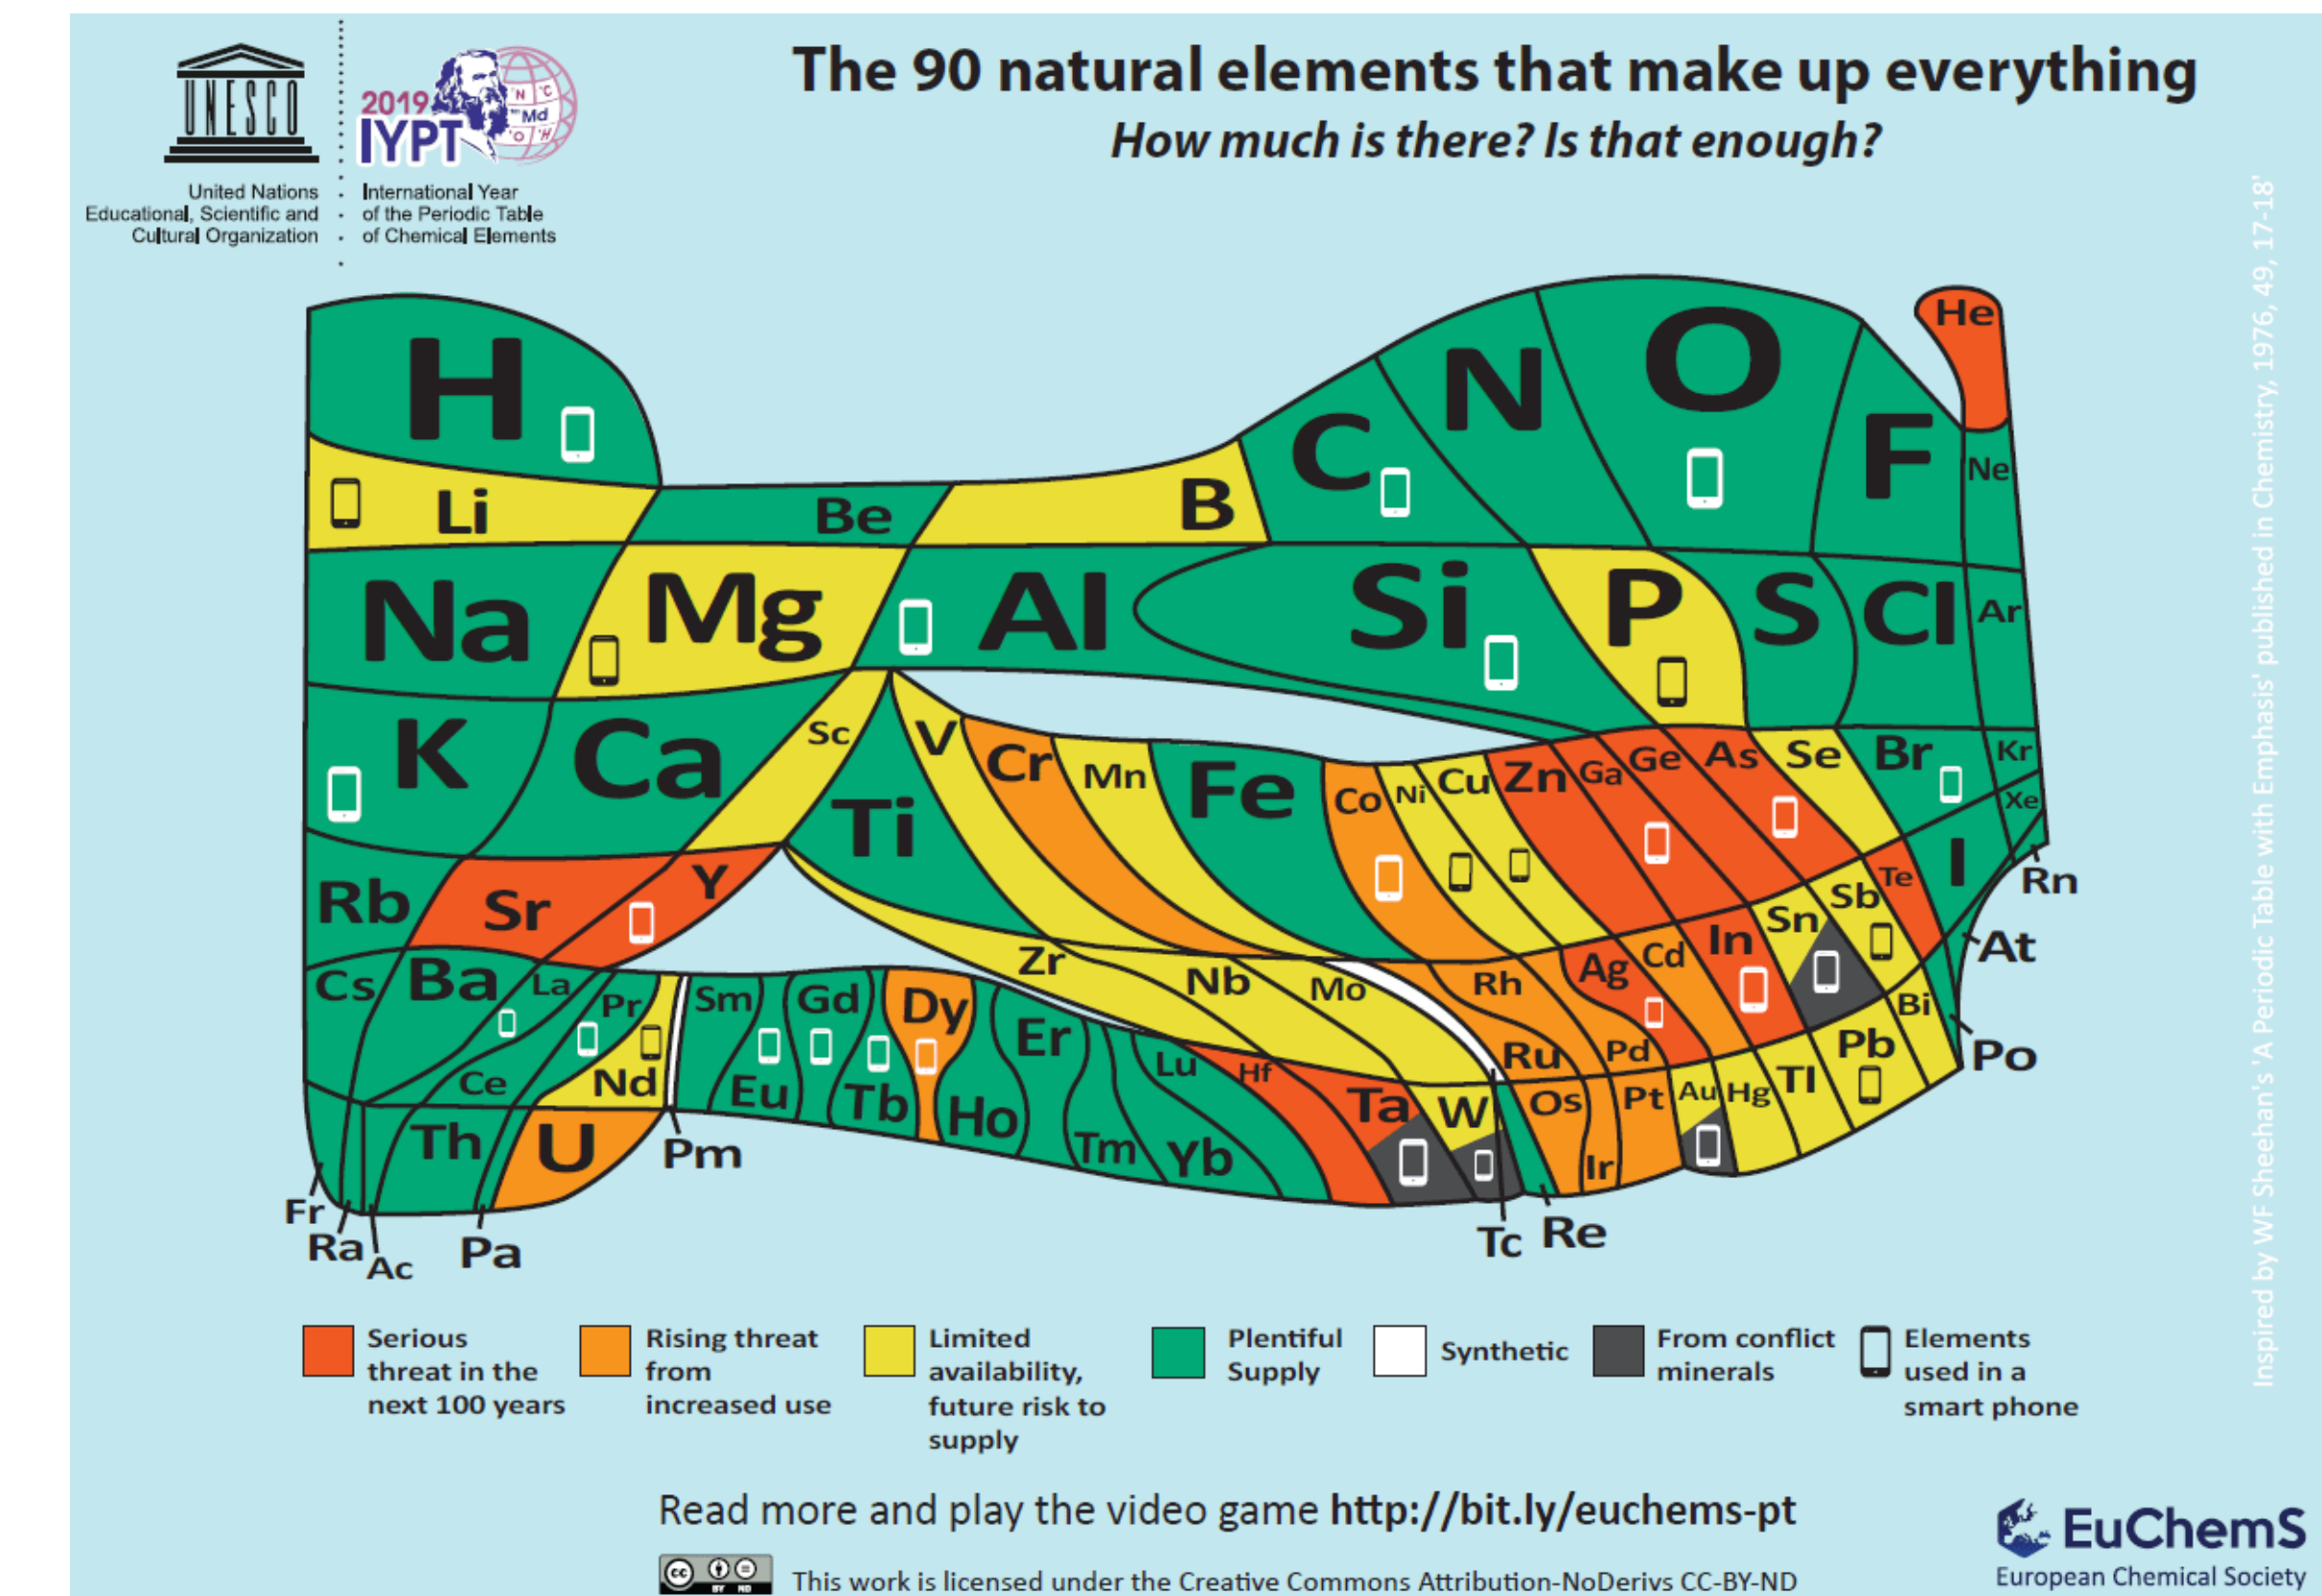 The 90 natural elements that make up everything
How much is there? Is that enough?
UNESCO
2019
IYPT
N C
Md
O H
United Nations
Educational, Scientific and
Cultural Organization
International Year
of the Periodic Table
of Chemical Elements
Inspired by WF Sheehan's 'A Periodic Table with Emphasis' published in Chemistry, 1976, 49, 17-18'
H
He
Li
Be
B
C
N
O
F
Ne
Na
Mg
Al
Si
P
S
Cl
Ar
K
Ca
Sc
Ti
V
Cr
Mn
Fe
Co
Ni
Cu
Zn
Ga
Ge
As
Se
Br
Kr
Rb
Sr
Y
Zr
Nb
Mo
Tc
Ru
Rh
Pd
Ag
Cd
In
Sn
Sb
Te
I
Xe
Cs
Ba
La
Ce
Pr
Nd
Pm
Sm
Eu
Gd
Tb
Dy
Ho
Er
Tm
Yb
Lu
Hf
Ta
W
Re
Os
Ir
Pt
Au
Hg
Tl
Pb
Bi
Po
At
Rn
Fr
Ra
Ac
Th
Pa
U
Serious
threat in the
next 100 years
Rising threat
from
increased use
Limited
availability,
future risk to
supply
Plentiful
Supply
Synthetic
From conflict
minerals
Elements
used in a
smart phone
Read more and play the video game http://bit.ly/euchems-pt
cc BY ND
This work is licensed under the Creative Commons Attribution-NoDerivs CC-BY-ND
EuChemS
European Chemical Society